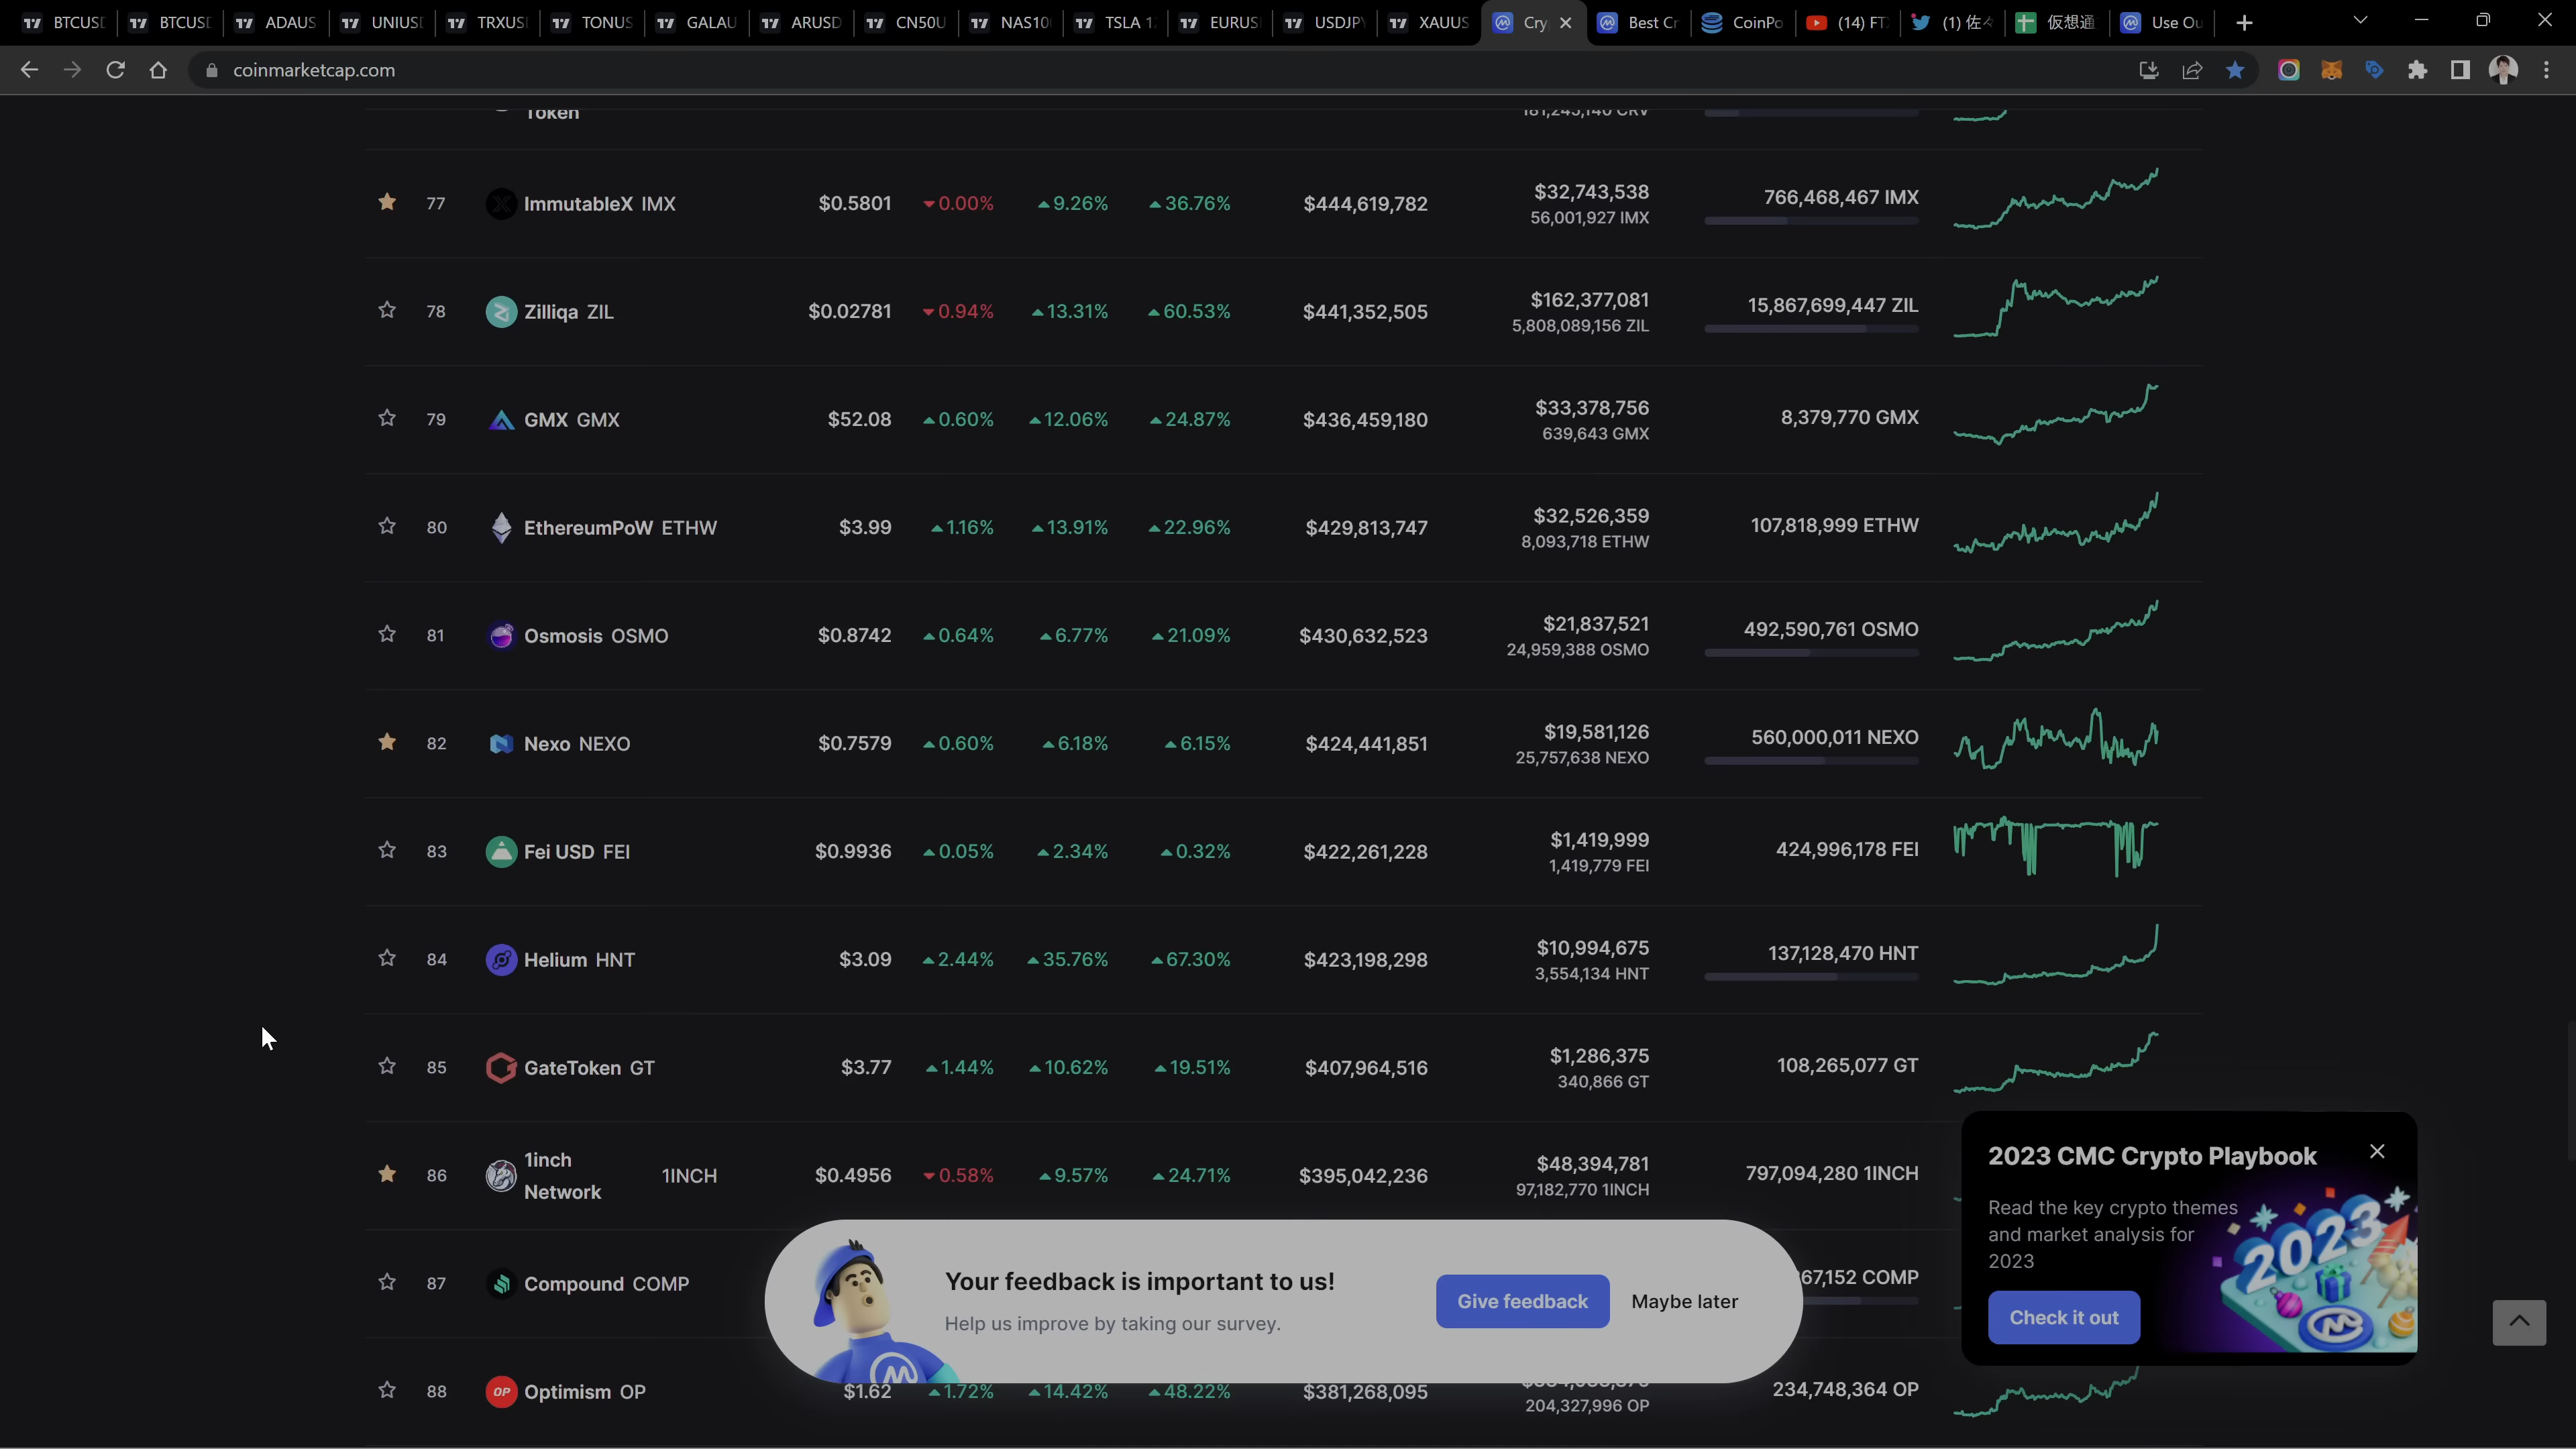 BTCUSD BTCUSD ADAUS UNIUSD TRXUS TONUS GALAU ARUSD CN50U NAS10 TSLA EURUS USDJPY XAUUS Cry Best Cr CoinPo (14) FT (1) 佐々 仮想通 Use Ou
coinmarketcap.com
Token 181,245,140 CRV
77 ImmutableX IMX $0.5801 0.00% 9.26% 36.76% $444,619,782 $32,743,538 766,468,467 IMX
56,001,927 IMX
78 Zilliqa ZIL $0.02781 0.94% 13.31% 60.53% $441,352,505 $162,377,081 15,867,699,447 ZIL
5,808,089,156 ZIL
79 GMX GMX $52.08 0.60% 12.06% 24.87% $436,459,180 $33,378,756 8,379,770 GMX
639,643 GMX
80 EthereumPoW ETHW $3.99 1.16% 13.91% 22.96% $429,813,747 $32,526,359 107,818,999 ETHW
8,093,718 ETHW
81 Osmosis OSMO $0.8742 0.64% 6.77% 21.09% $430,632,523 $21,837,521 492,590,761 OSMO
24,959,388 OSMO
82 Nexo NEXO $0.7579 0.60% 6.18% 6.15% $424,441,851 $19,581,126 560,000,011 NEXO
25,757,638 NEXO
83 Fei USD FEI $0.9936 0.05% 2.34% 0.32% $422,261,228 $1,419,999 424,996,178 FEI
1,419,779 FEI
84 Helium HNT $3.09 2.44% 35.76% 67.30% $423,198,298 $10,994,675 137,128,470 HNT
3,554,134 HNT
85 GateToken GT $3.77 1.44% 10.62% 19.51% $407,964,516 $1,286,375 108,265,077 GT
340,866 GT
86 1inch Network 1INCH $0.4956 0.58% 9.57% 24.71% $395,042,236 $48,394,781 797,094,280 1INCH
97,182,770 1INCH
87 Compound COMP 67,152 COMP
88 Optimism OP $1.62 1.72% 14.42% 48.22% $381,268,095 234,748,364 OP
204,327,996 OP
Your feedback is important to us!
Help us improve by taking our survey.
Give feedback Maybe later
2023 CMC Crypto Playbook
Read the key crypto themes
and market analysis for
2023
Check it out
2023